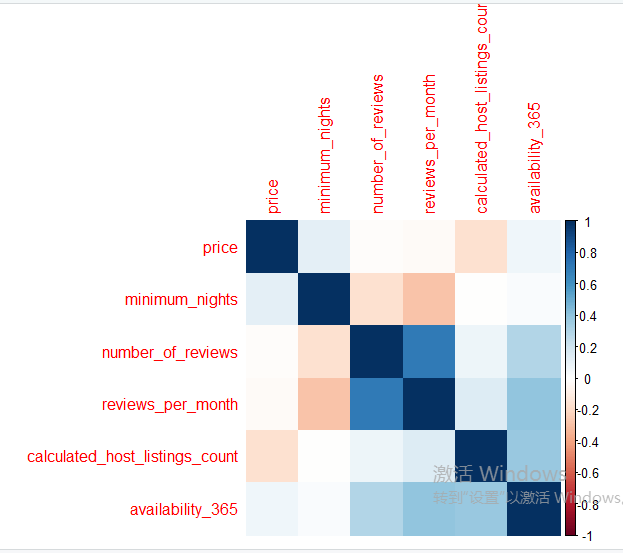 price
minimum_nights
number_of_reviews
reviews_per_month
calculated_host_listings_cour
availability_365
price
minimum_nights
number_of_reviews
reviews_per_month
calculated_host_listings_count
availability_365
1
0.8
0.6
0.4
0.2
0
-0.2
-0.4
-0.6
-0.8
-1
激活 Windows
转到"设置"以激活 Windows。